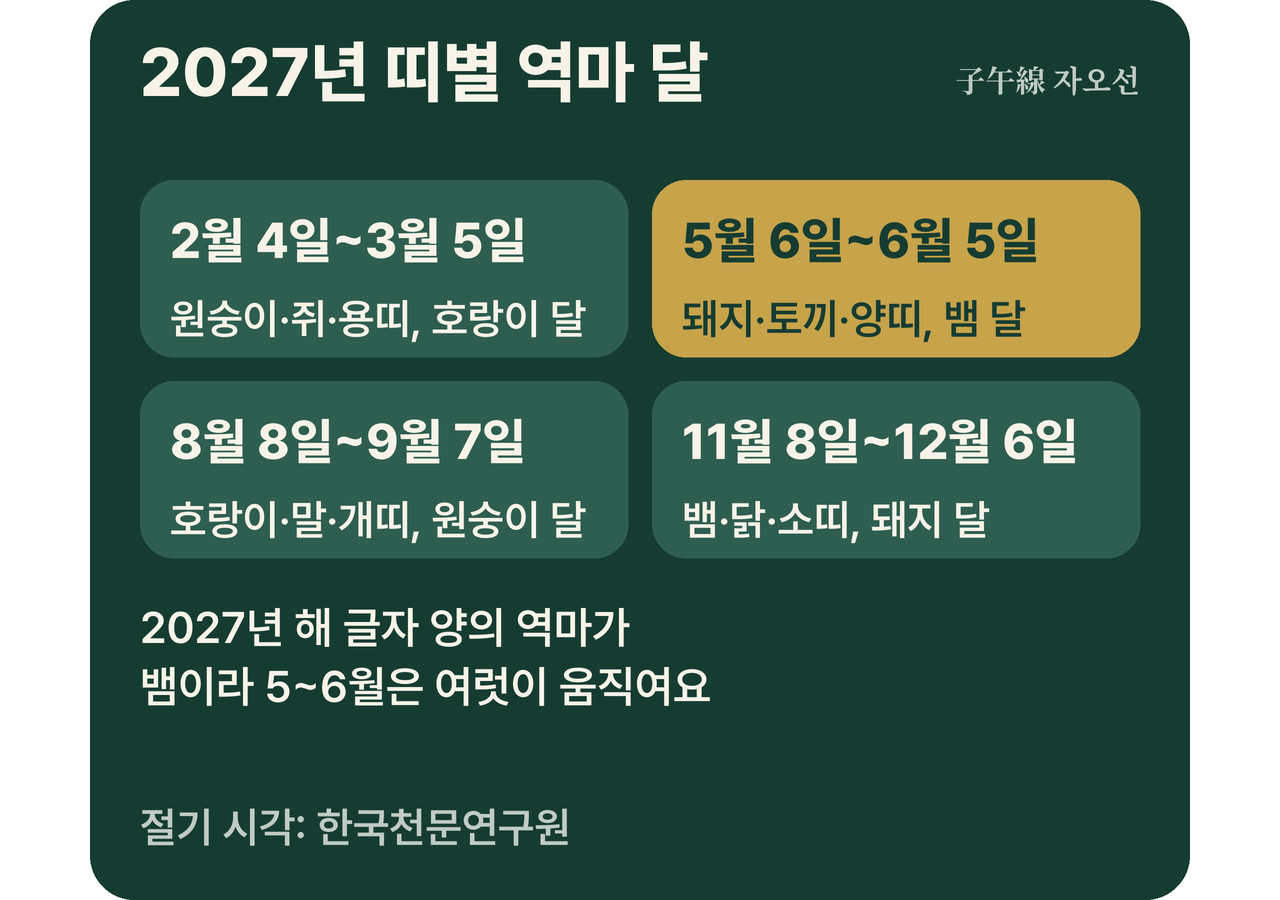 2027년 띠별 역마 달
子午線 자오선
2월 4일~3월 5일
원숭이·쥐·용띠, 호랑이 달
5월 6일~6월 5일
돼지·토끼·양띠, 뱀 달
8월 8일~9월 7일
호랑이·말·개띠, 원숭이 달
11월 8일~12월 6일
뱀·닭·소띠, 돼지 달
2027년 해 글자 양의 역마가
뱀이라 5~6월은 여럿이 움직여요
절기 시각: 한국천문연구원